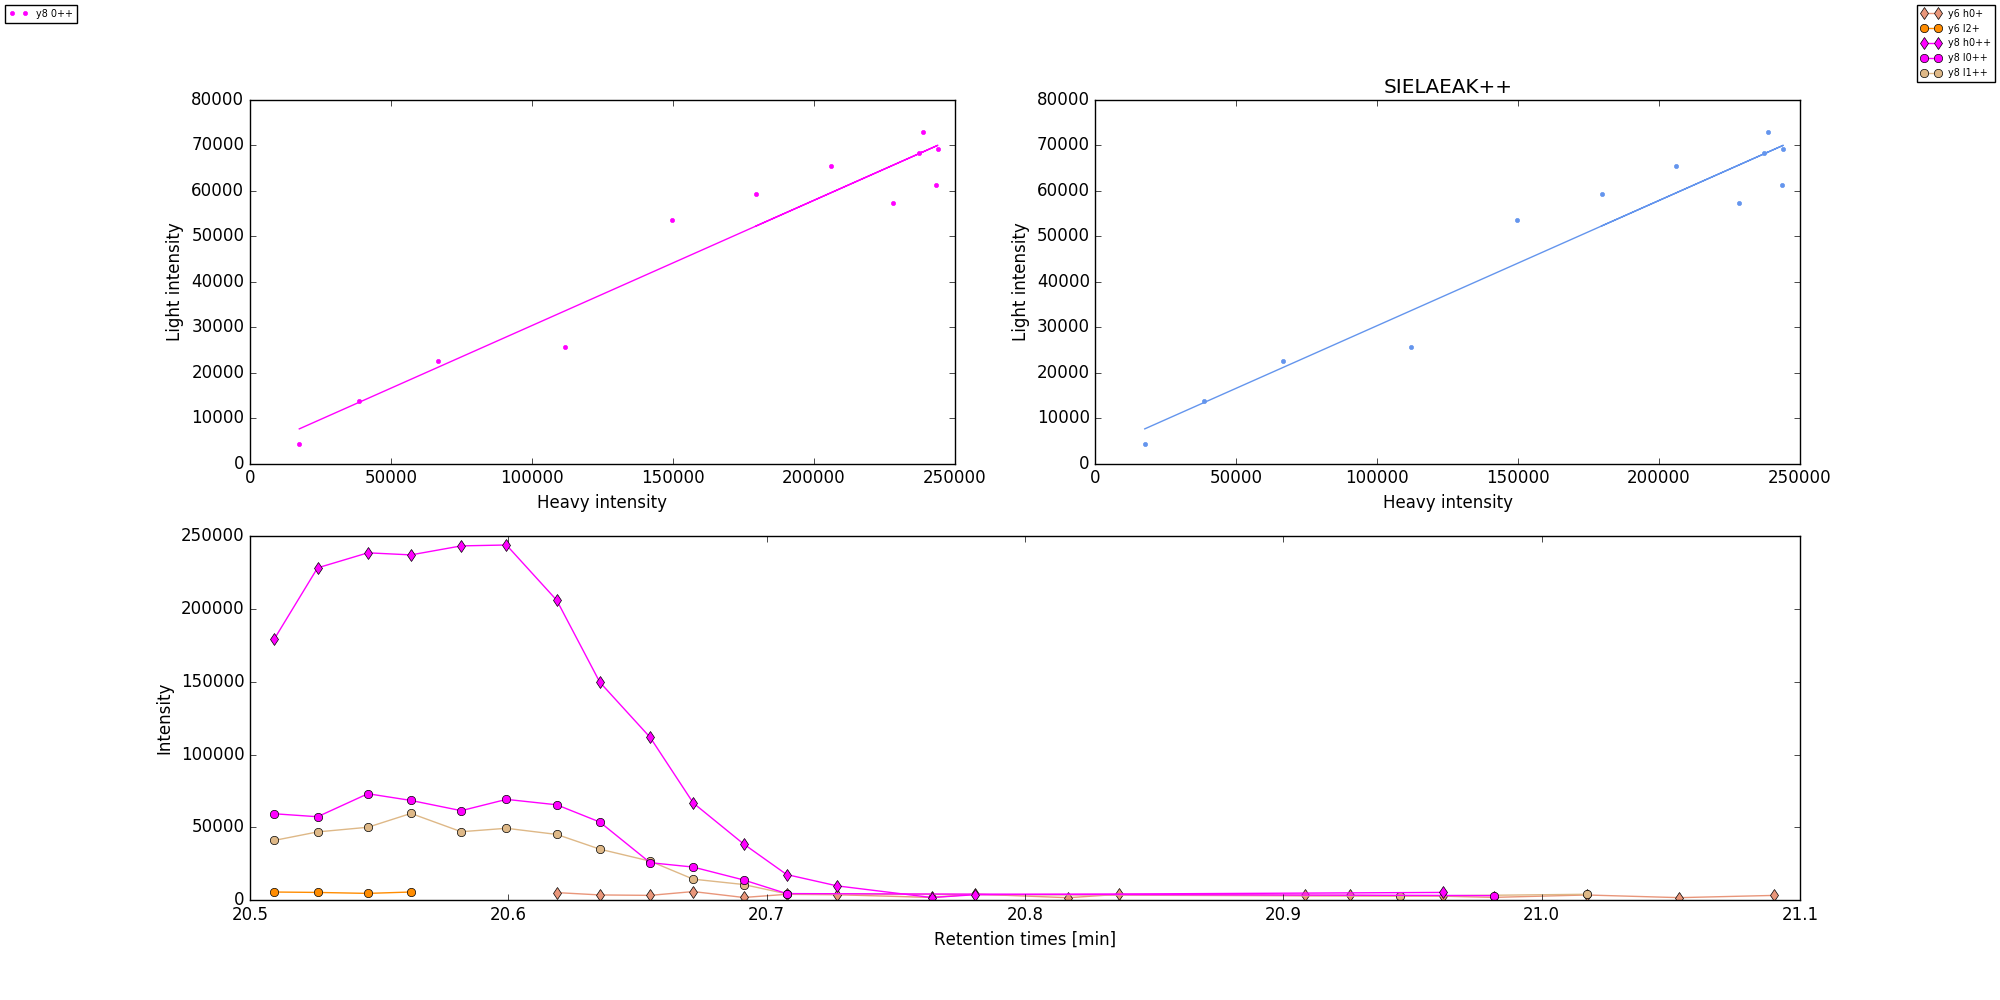 y8 0++
y6 h0+
y6 l2+
y8 h0++
y8 l0++
y8 l1++
SIELAEAK++
80000
70000
60000
50000
40000
30000
20000
10000
0
Light intensity
0 50000 100000 150000 200000 250000
Heavy intensity
80000
70000
60000
50000
40000
30000
20000
10000
0
Light intensity
0 50000 100000 150000 200000 250000
Heavy intensity
250000
200000
150000
100000
50000
0
Intensity
20.5 20.6 20.7 20.8 20.9 21.0 21.1
Retention times [min]